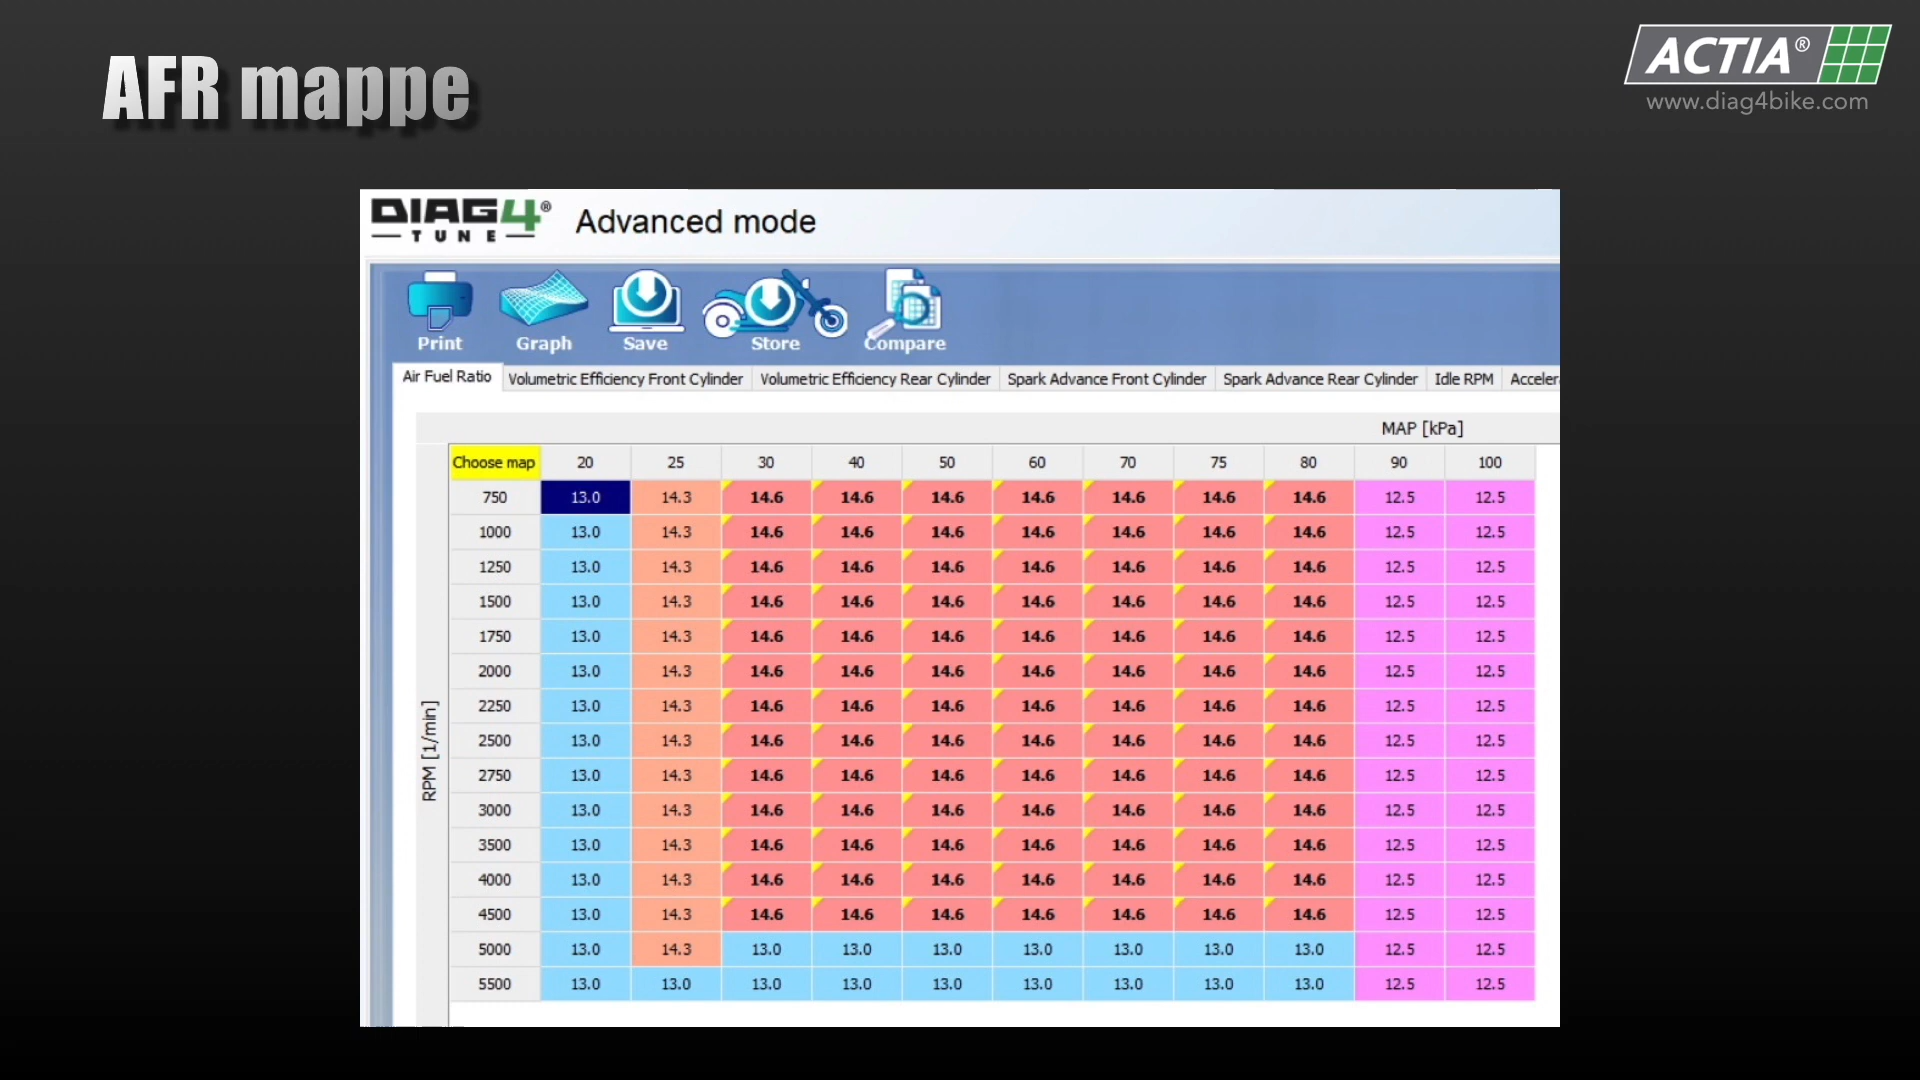 AFR mappe
ACTIA®
www.diag4bike.com
DIAG4®
TUNE
Advanced mode
Print Graph Save Store Compare
Air Fuel Ratio Volumetric Efficiency Front Cylinder Volumetric Efficiency Rear Cylinder Spark Advance Front Cylinder Spark Advance Rear Cylinder Idle RPM Acceler
MAP [kPa]
Choose map 20 25 30 40 50 60 70 75 80 90 100
750 13.0 14.3 14.6 14.6 14.6 14.6 14.6 14.6 14.6 12.5 12.5
1000 13.0 14.3 14.6 14.6 14.6 14.6 14.6 14.6 14.6 12.5 12.5
1250 13.0 14.3 14.6 14.6 14.6 14.6 14.6 14.6 14.6 12.5 12.5
1500 13.0 14.3 14.6 14.6 14.6 14.6 14.6 14.6 14.6 12.5 12.5
1750 13.0 14.3 14.6 14.6 14.6 14.6 14.6 14.6 14.6 12.5 12.5
2000 13.0 14.3 14.6 14.6 14.6 14.6 14.6 14.6 14.6 12.5 12.5
2250 13.0 14.3 14.6 14.6 14.6 14.6 14.6 14.6 14.6 12.5 12.5
2500 13.0 14.3 14.6 14.6 14.6 14.6 14.6 14.6 14.6 12.5 12.5
2750 13.0 14.3 14.6 14.6 14.6 14.6 14.6 14.6 14.6 12.5 12.5
3000 13.0 14.3 14.6 14.6 14.6 14.6 14.6 14.6 14.6 12.5 12.5
3500 13.0 14.3 14.6 14.6 14.6 14.6 14.6 14.6 14.6 12.5 12.5
4000 13.0 14.3 14.6 14.6 14.6 14.6 14.6 14.6 14.6 12.5 12.5
4500 13.0 14.3 14.6 14.6 14.6 14.6 14.6 14.6 14.6 12.5 12.5
5000 13.0 14.3 13.0 13.0 13.0 13.0 13.0 13.0 13.0 12.5 12.5
5500 13.0 13.0 13.0 13.0 13.0 13.0 13.0 13.0 13.0 12.5 12.5
RPM [1/min]